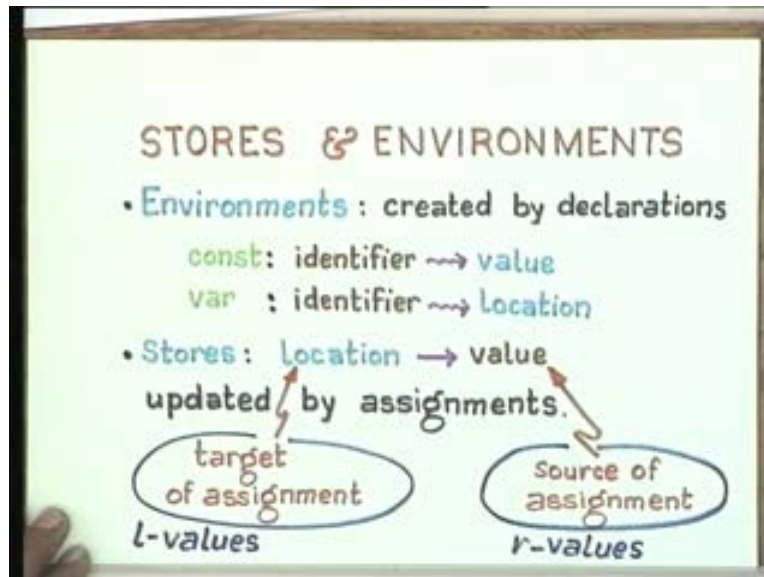 STORES & ENVIRONMENTS
• Environments : created by declarations
const : identifier ⇝ value
var : identifier ⇝ Location
• Stores : location → value
updated by assignments.
target
of assignment
source of
assignment
l-values
r-values